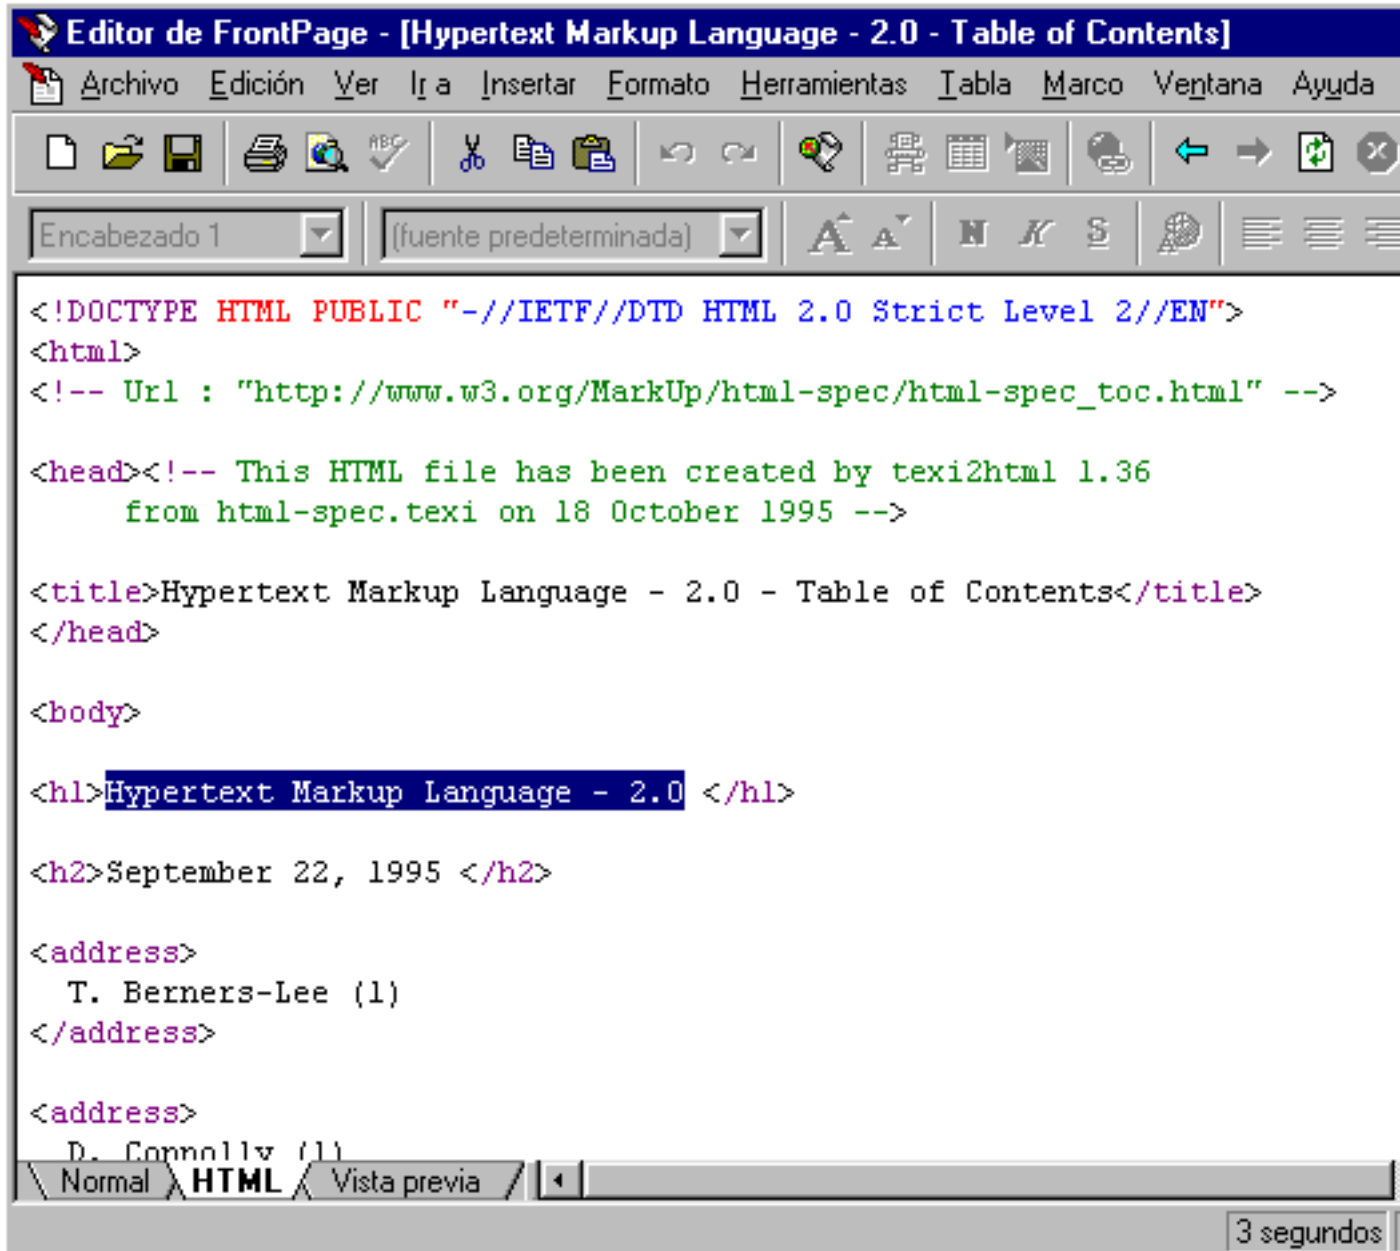 Editor de FrontPage - [Hypertext Markup Language - 2.0 - Table of Contents]
Archivo Edición Ver Ir a Insertar Formato Herramientas Tabla Marco Ventana Ayuda
ABC
Encabezado 1 (fuente predeterminada) A A N K S
<!DOCTYPE HTML PUBLIC "-//IETF//DTD HTML 2.0 Strict Level 2//EN">
<html>
<!-- Url : "http://www.w3.org/MarkUp/html-spec/html-spec_toc.html" -->
<head><!-- This HTML file has been created by texi2html 1.36
from html-spec.texi on 18 October 1995 -->
<title>Hypertext Markup Language - 2.0 - Table of Contents</title>
</head>
<body>
<h1>Hypertext Markup Language - 2.0 </h1>
<h2>September 22, 1995 </h2>
<address>
T. Berners-Lee (1)
</address>
<address>
D. Connolly (1)
Normal HTML Vista previa
3 segundos